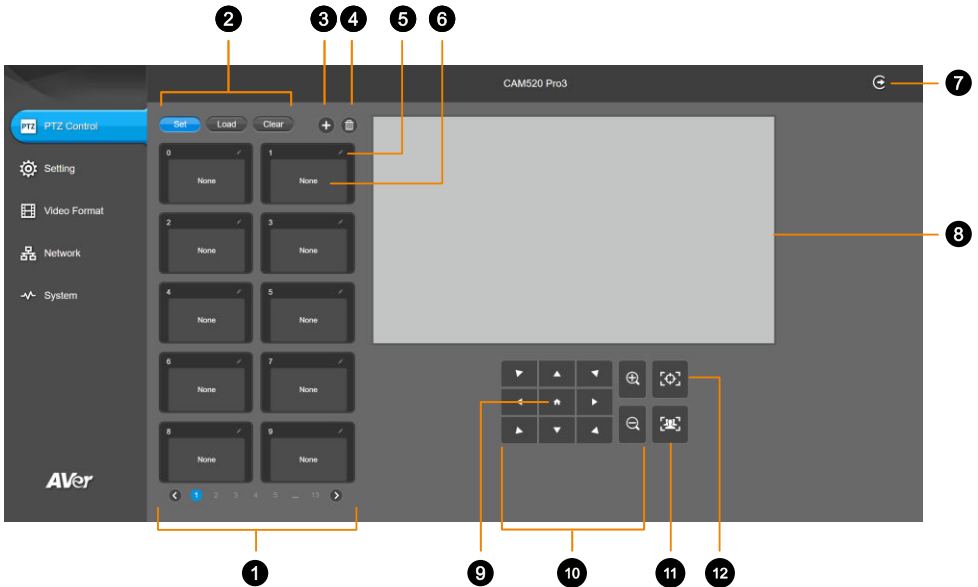 2 3 4 5 6
CAM520 Pro3
7
PTZ PTZ Control
Set Load Clear
0 1
None None
Setting
2 3
None None
Video Format
8
Network
4 5
None None
System
6 7
None None
8 9
None None
AVer
1 2 3 4 5 ... 13
1 9 10 11 12